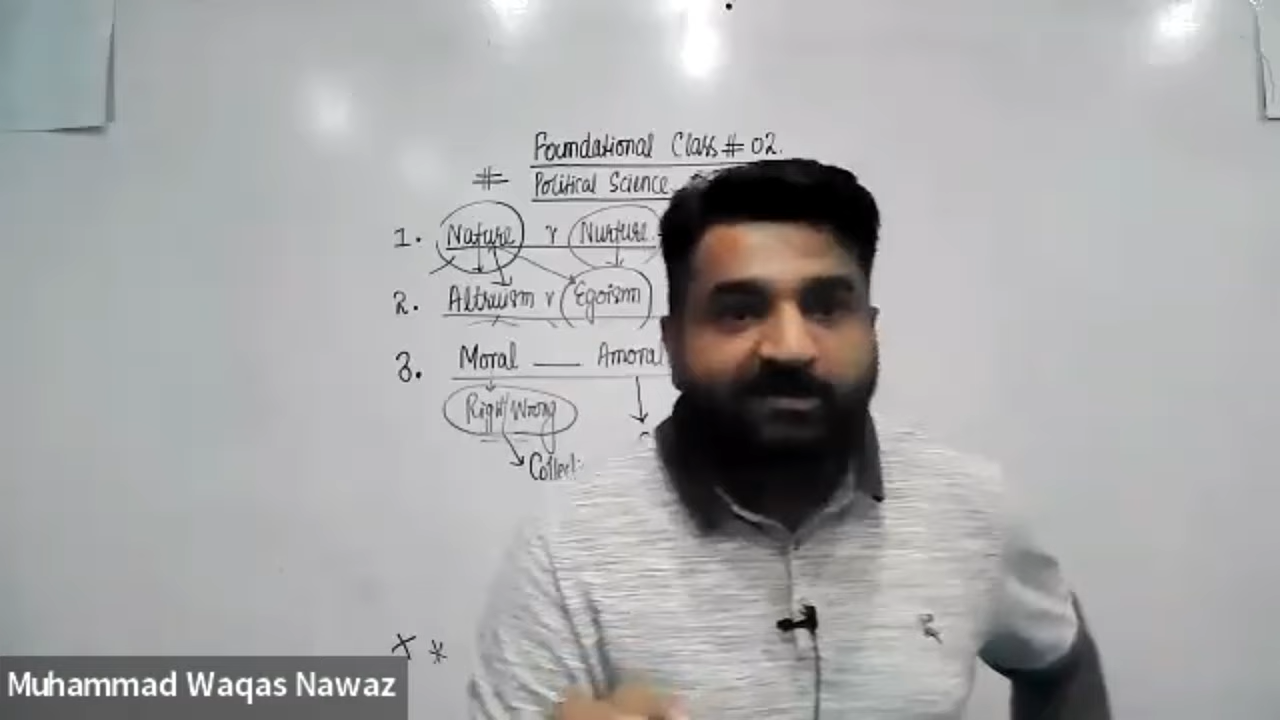 Foundational Class # 02.
# Political Science
1. Nature v Nurture.
2. Altruism v Egoism
3. Moral — Amoral
Right/Wrong
Muhammad Waqas Nawaz